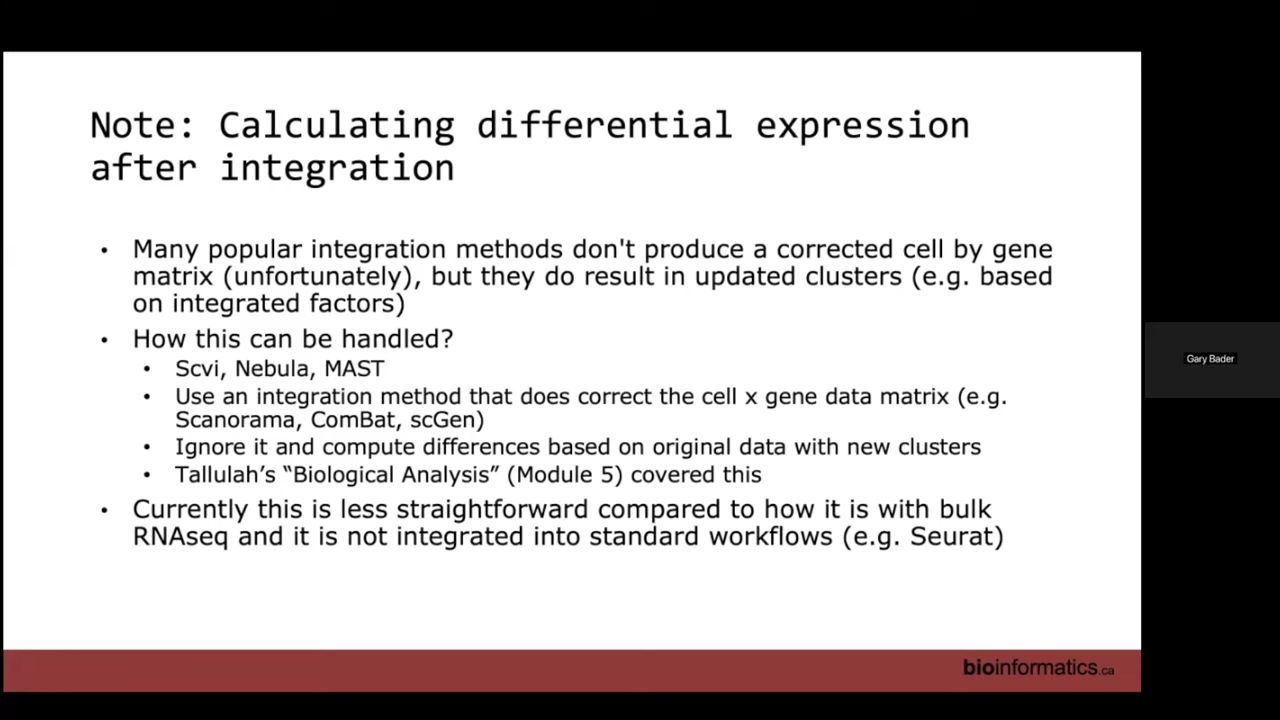 Note: Calculating differential expression
after integration
• Many popular integration methods don't produce a corrected cell by gene
matrix (unfortunately), but they do result in updated clusters (e.g. based
on integrated factors)
• How this can be handled?
• Scvi, Nebula, MAST
• Use an integration method that does correct the cell x gene data matrix (e.g.
Scanorama, ComBat, scGen)
• Ignore it and compute differences based on original data with new clusters
• Tallulah’s “Biological Analysis” (Module 5) covered this
• Currently this is less straightforward compared to how it is with bulk
RNAseq and it is not integrated into standard workflows (e.g. Seurat)
Gary Bader
bioinformatics.ca